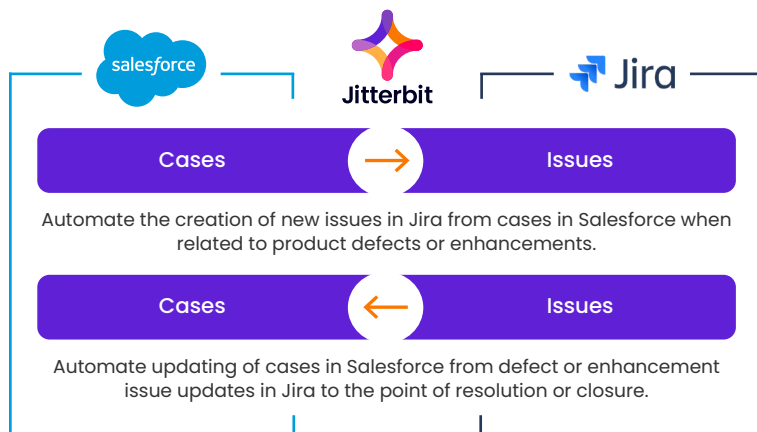 salesforce
Jitterbit
Jira
Cases
Issues
Automate the creation of new issues in Jira from cases in Salesforce when
related to product defects or enhancements.
Cases
Issues
Automate updating of cases in Salesforce from defect or enhancement
issue updates in Jira to the point of resolution or closure.